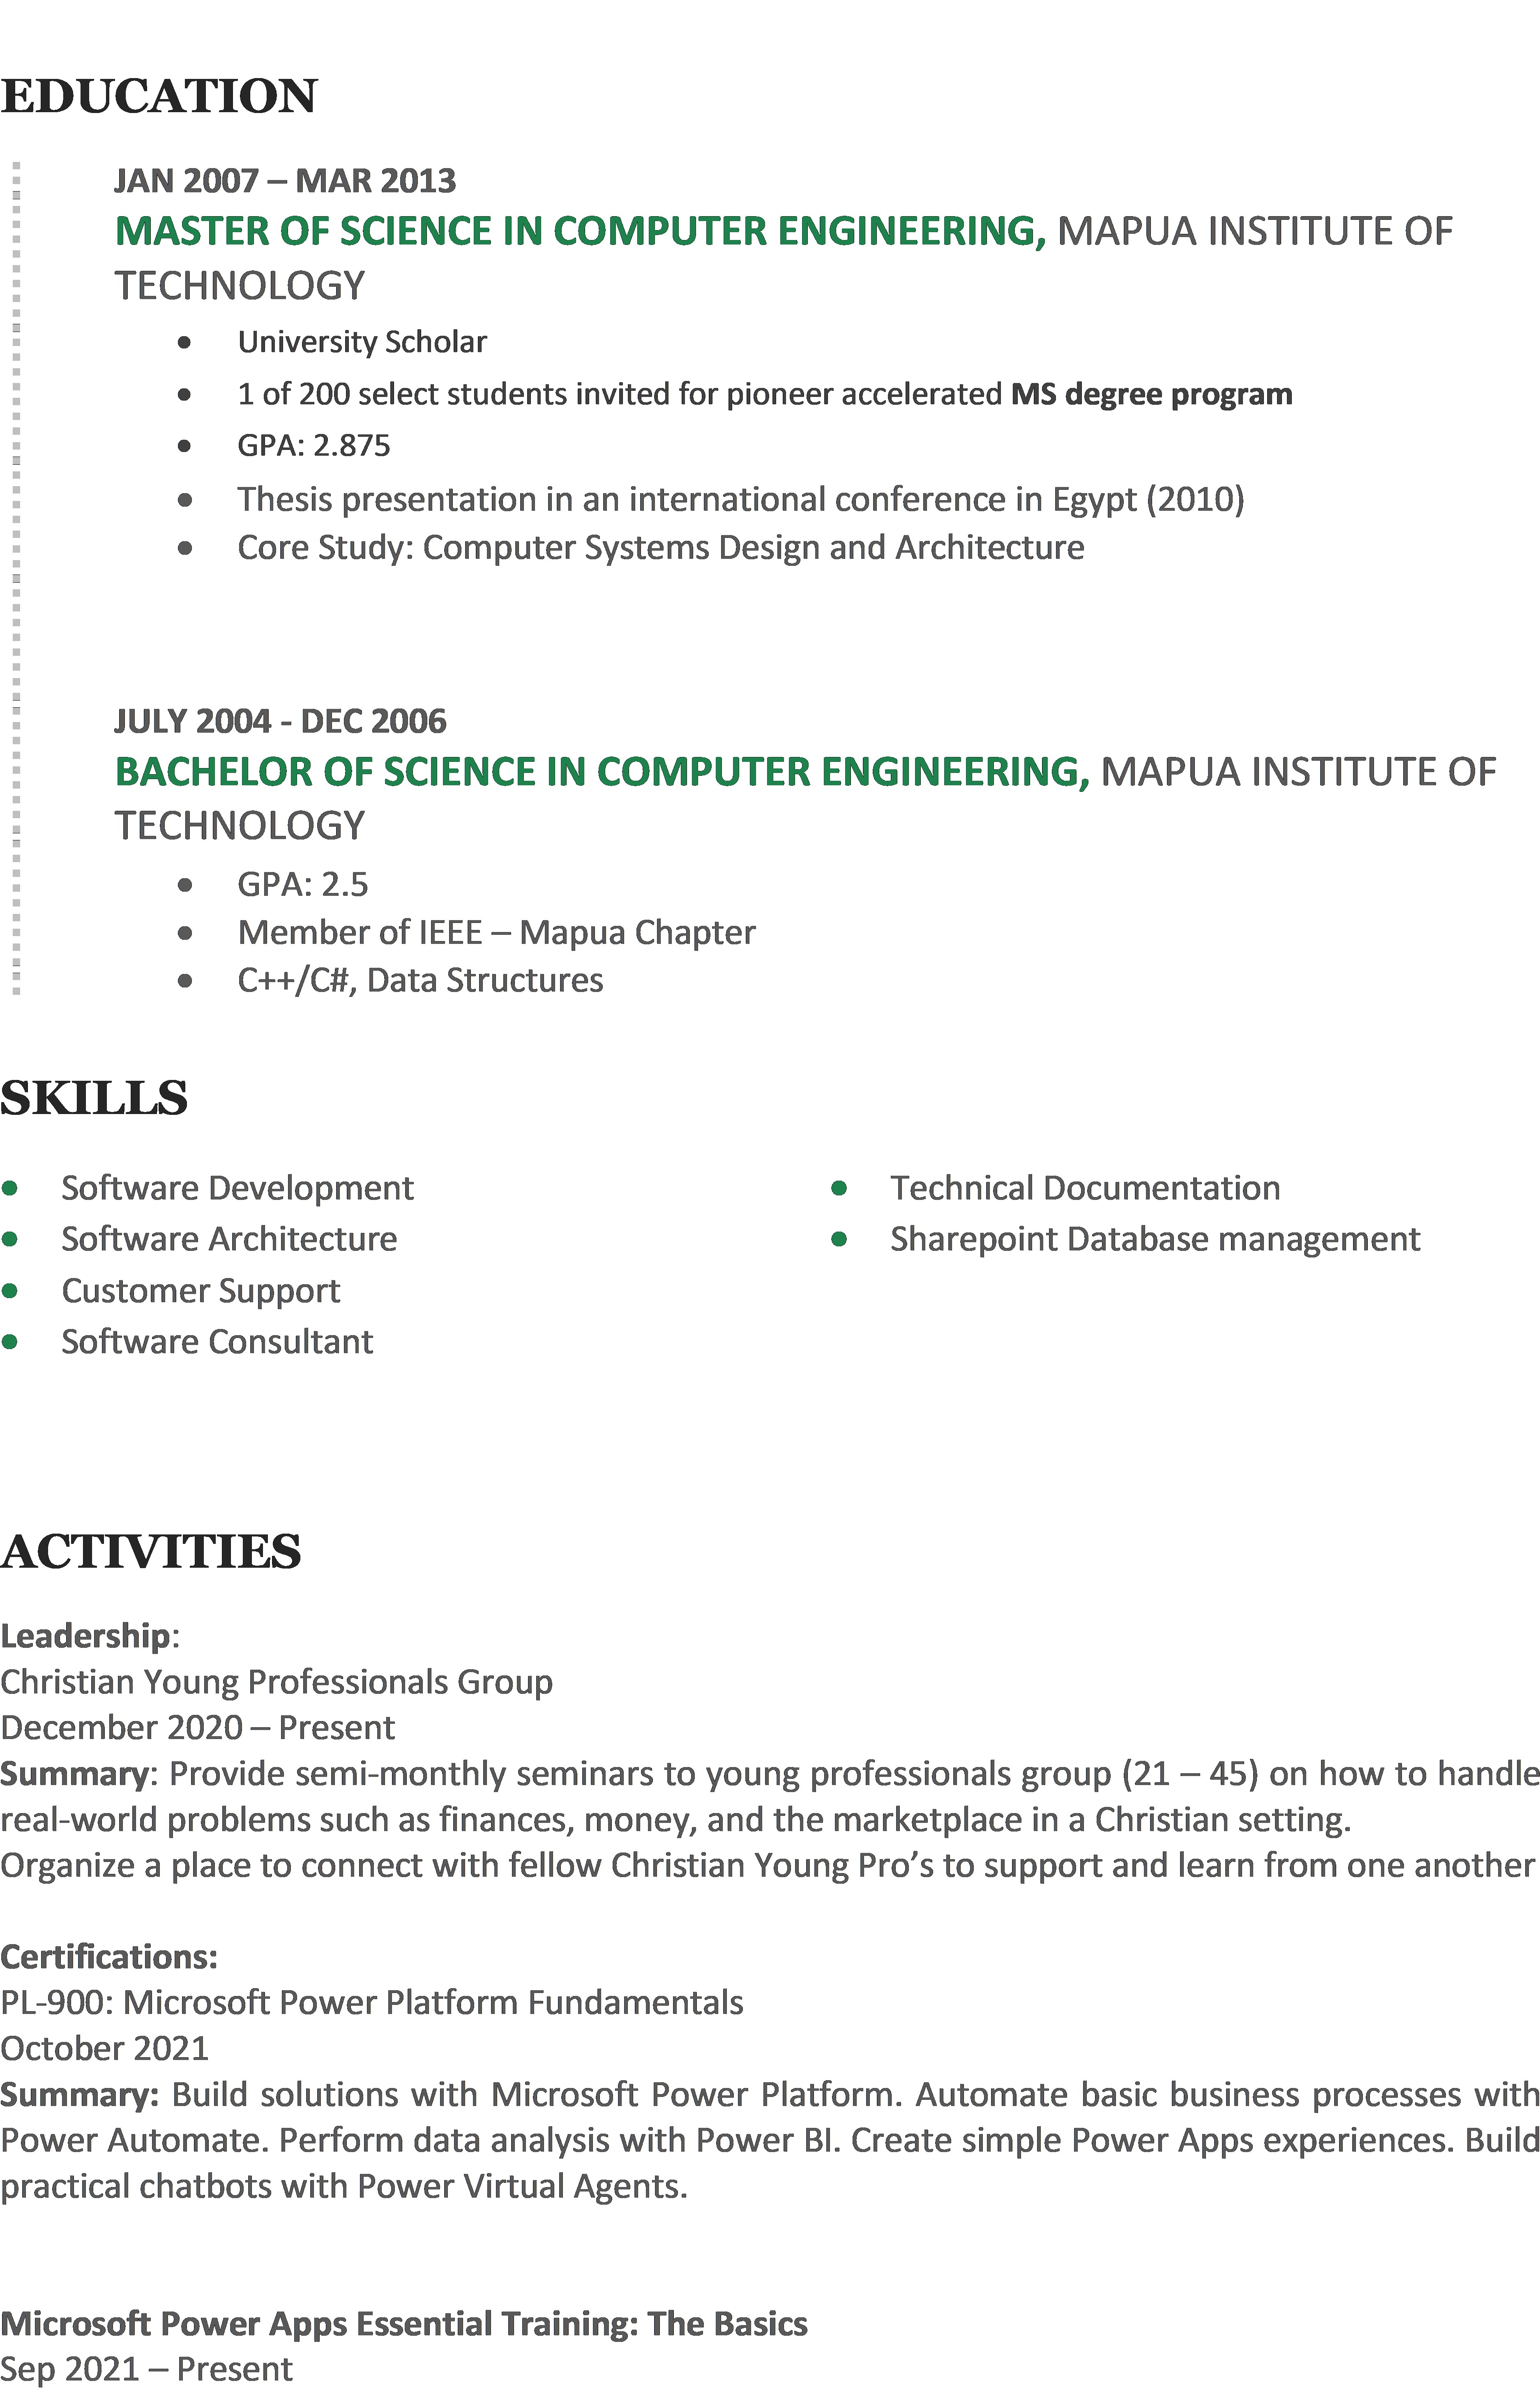 EDUCATION
JAN 2007 – MAR 2013
MASTER OF SCIENCE IN COMPUTER ENGINEERING, MAPUA INSTITUTE OF
TECHNOLOGY
• University Scholar
• 1 of 200 select students invited for pioneer accelerated MS degree program
• GPA: 2.875
• Thesis presentation in an international conference in Egypt (2010)
• Core Study: Computer Systems Design and Architecture
JULY 2004 - DEC 2006
BACHELOR OF SCIENCE IN COMPUTER ENGINEERING, MAPUA INSTITUTE OF
TECHNOLOGY
• GPA: 2.5
• Member of IEEE – Mapua Chapter
• C++/C#, Data Structures
SKILLS
• Software Development
• Software Architecture
• Customer Support
• Software Consultant
• Technical Documentation
• Sharepoint Database management
ACTIVITIES
Leadership:
Christian Young Professionals Group
December 2020 – Present
Summary: Provide semi-monthly seminars to young professionals group (21 – 45) on how to handle
real-world problems such as finances, money, and the marketplace in a Christian setting.
Organize a place to connect with fellow Christian Young Pro’s to support and learn from one another
Certifications:
PL-900: Microsoft Power Platform Fundamentals
October 2021
Summary: Build solutions with Microsoft Power Platform. Automate basic business processes with
Power Automate. Perform data analysis with Power BI. Create simple Power Apps experiences. Build
practical chatbots with Power Virtual Agents.
Microsoft Power Apps Essential Training: The Basics
Sep 2021 – Present